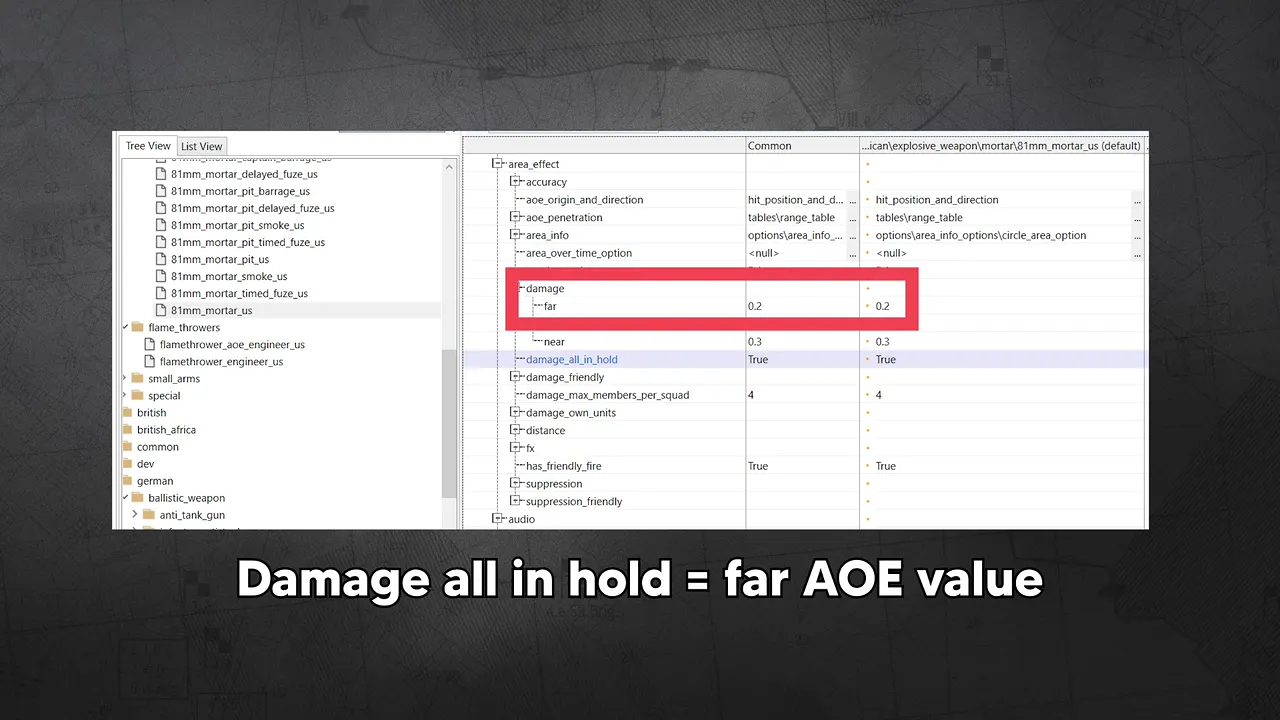 Tree View List View
Common ...ican\explosive_weapon\mortar\81mm_mortar_us (default)
81mm_mortar_captain_barrage_us
81mm_mortar_delayed_fuze_us
81mm_mortar_pit_barrage_us
81mm_mortar_pit_delayed_fuze_us
81mm_mortar_pit_smoke_us
81mm_mortar_pit_timed_fuze_us
81mm_mortar_pit_us
81mm_mortar_smoke_us
81mm_mortar_timed_fuze_us
81mm_mortar_us
flame_throwers
flamethrower_aoe_engineer_us
flamethrower_engineer_us
small_arms
special
british
british_africa
common
dev
german
ballistic_weapon
anti_tank_gun
area_effect
accuracy
aoe_origin_and_direction hit_position_and_d... ... hit_position_and_direction ...
aoe_penetration tables\range_table tables\range_table ...
area_info options\area_info_... ... options\area_info_options\circle_area_option ...
area_over_time_option <null> ... <null> ...
damage
far 0.2 0.2
near 0.3 0.3
damage_all_in_hold True True
damage_friendly
damage_max_members_per_squad 4 4
damage_own_units
distance
fx
has_friendly_fire True True
suppression
suppression_friendly
audio
Damage all in hold = far AOE value